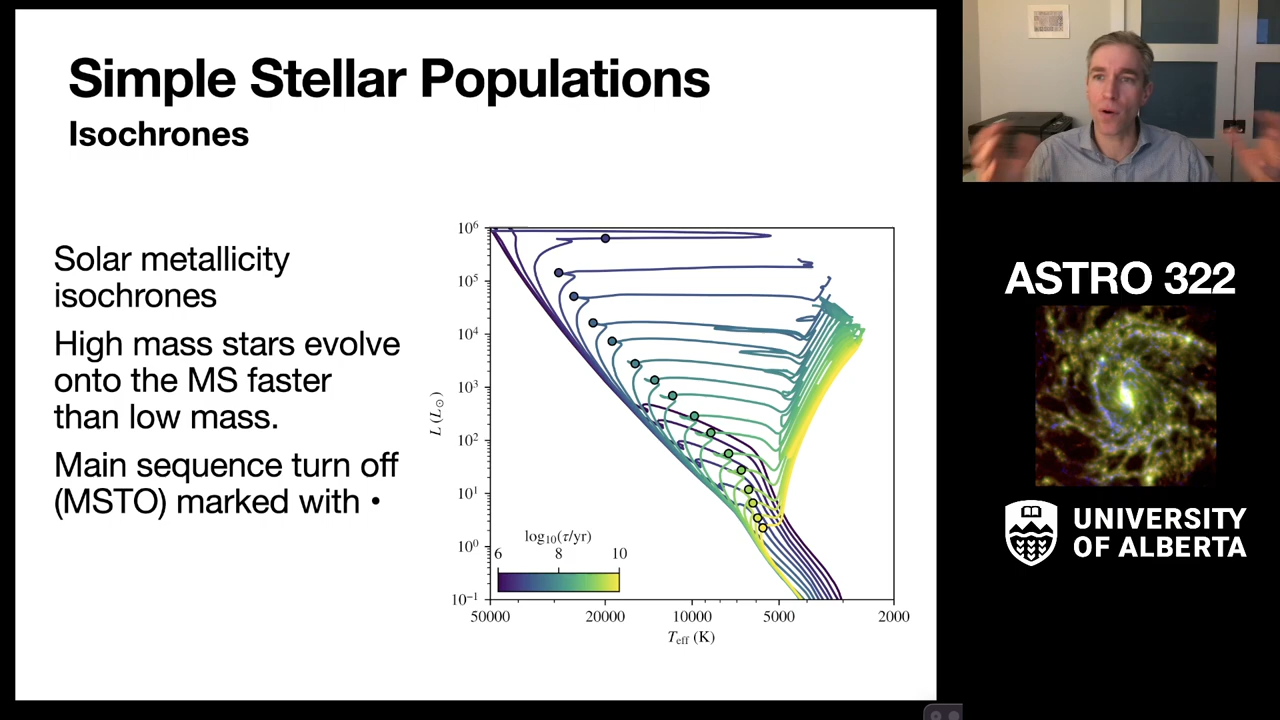 Simple Stellar Populations
Isochrones
Solar metallicity
isochrones
High mass stars evolve
onto the MS faster
than low mass.
Main sequence turn off
(MSTO) marked with •
10⁶
10⁵
10⁴
10³
10²
10¹
10⁰
10⁻¹
L (L⊙)
log₁₀(τ/yr)
6 8 10
50000 20000 10000 5000 2000
T_eff (K)
ASTRO 322
UNIVERSITY
OF ALBERTA